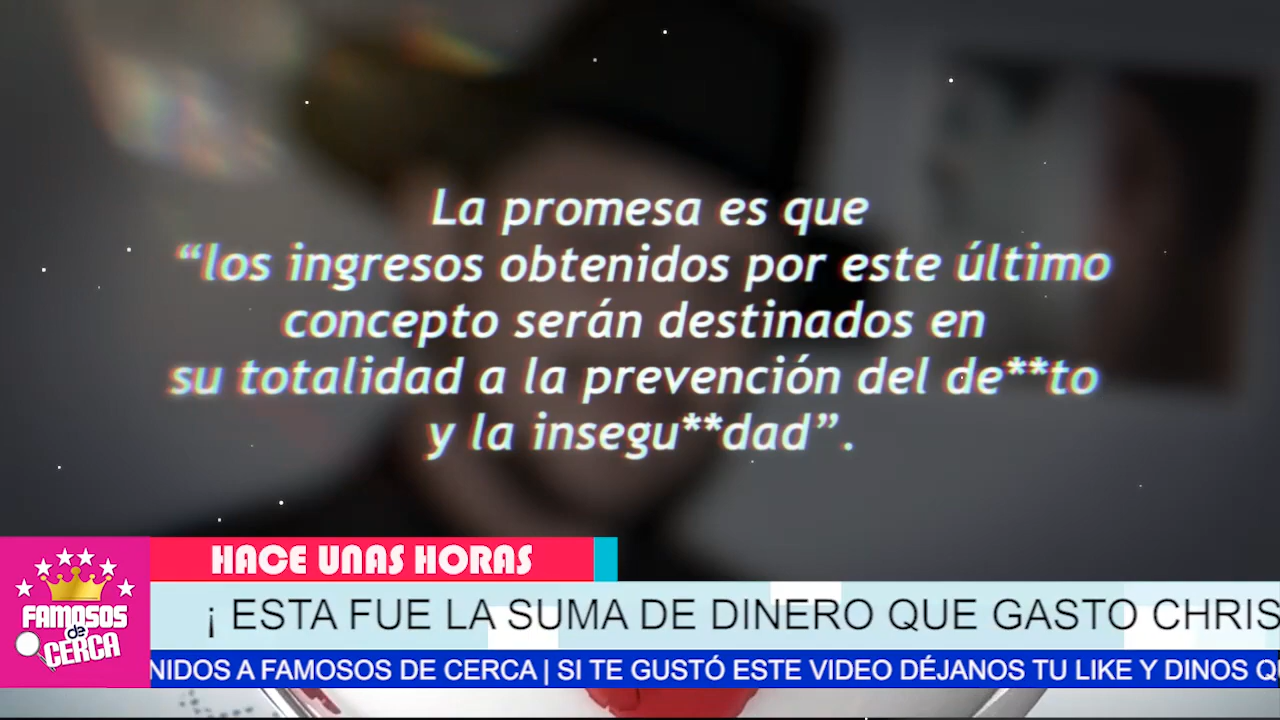 La promesa es que
“los ingresos obtenidos por este último
concepto serán destinados en
su totalidad a la prevención del de**to
y la insegu**dad”.
HACE UNAS HORAS
¡ ESTA FUE LA SUMA DE DINERO QUE GASTO CHRIS
FAMOSOS
de
CERCA
NIDOS A FAMOSOS DE CERCA | SI TE GUSTÓ ESTE VIDEO DÉJANOS TU LIKE Y DINOS QU